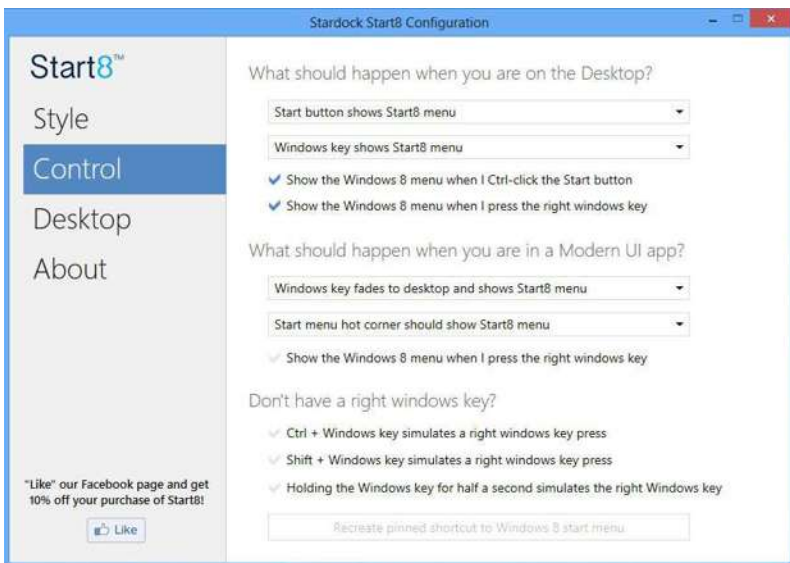 Stardock Start8 Configuration
Start8™
Style
Control
Desktop
About
"Like" our Facebook page and get
10% off your purchase of Start8!
Like
What should happen when you are on the Desktop?
Start button shows Start8 menu
Windows key shows Start8 menu
Show the Windows 8 menu when I Ctrl-click the Start button
Show the Windows 8 menu when I press the right windows key
What should happen when you are in a Modern UI app?
Windows key fades to desktop and shows Start8 menu
Start menu hot corner should show Start8 menu
Show the Windows 8 menu when I press the right windows key
Don't have a right windows key?
Ctrl + Windows key simulates a right windows key press
Shift + Windows key simulates a right windows key press
Holding the Windows key for half a second simulates the right Windows key
Recreate pinned shortcut to Windows 8 start menu